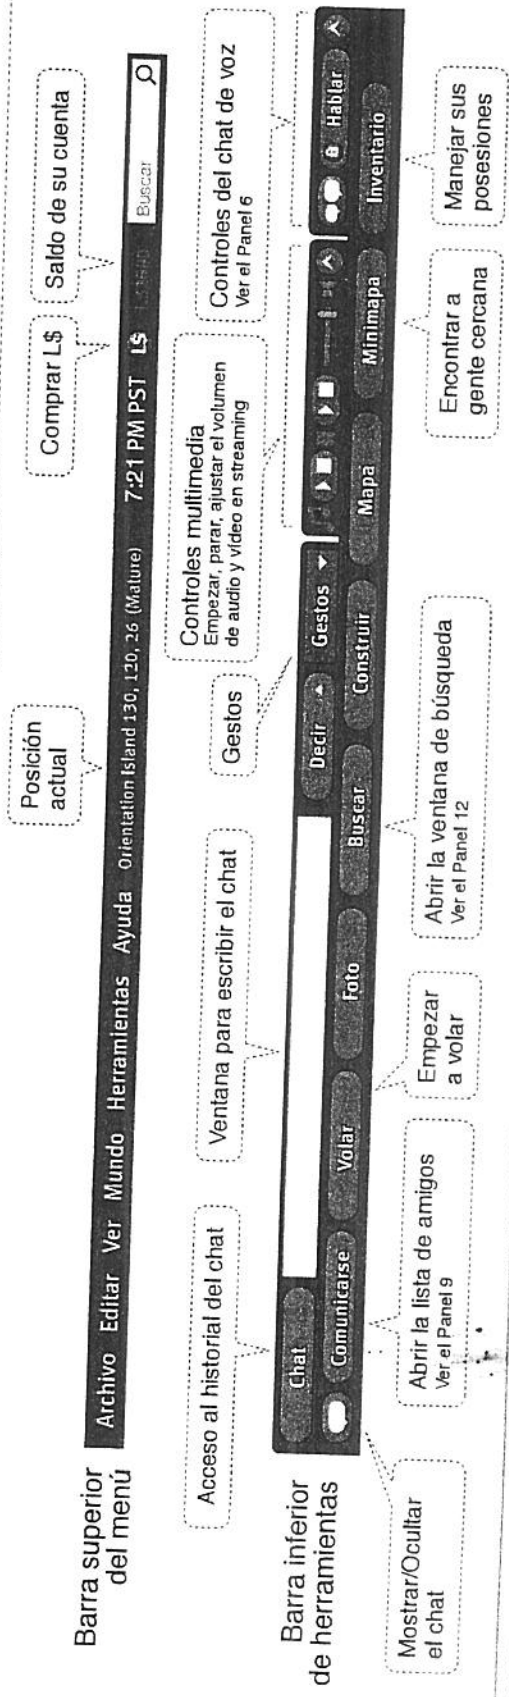 Posición
actual
Comprar L$
Saldo de su cuenta
Barra superior
del menú
Archivo Editar Ver Mundo Herramientas Ayuda Orientation Island 130, 120, 26 (Mature) 7:21 PM PST L$ Buscar
Acceso al historial del chat
Ventana para escribir el chat
Gestos
Controles multimedia
Empezar, parar, ajustar el volumen
de audio y vídeo en streaming
Controles del chat de voz
Ver el Panel 6
Barra inferior
de herramientas
Chat Decir Gestos Hablar
Comunicarse Volar Foto Buscar Construir Mapa Minimapa Inventario
Mostrar/Ocultar
el chat
Abrir la lista de amigos
Ver el Panel 9
Empezar
a volar
Abrir la ventana de búsqueda
Ver el Panel 12
Encontrar a
gente cercana
Manejar sus
posesiones